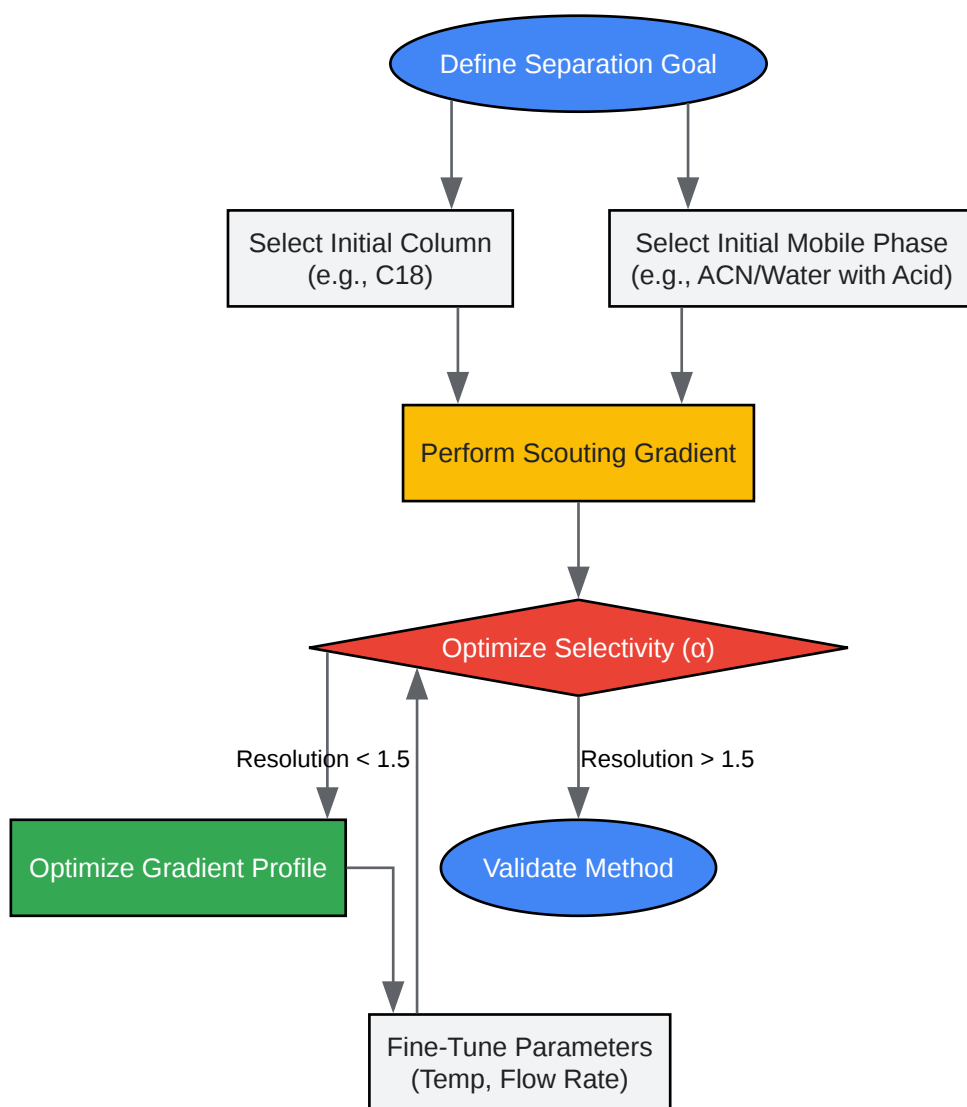 Define Separation Goal
Select Initial Column
(e.g., C18)
Select Initial Mobile Phase
(e.g., ACN/Water with Acid)
Perform Scouting Gradient
Optimize Selectivity (α)
Resolution < 1.5
Resolution > 1.5
Optimize Gradient Profile
Validate Method
Fine-Tune Parameters
(Temp, Flow Rate)